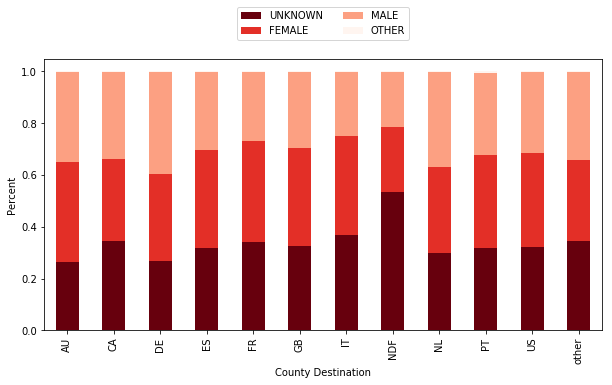 UNKNOWN MALE
FEMALE OTHER
1.0
0.8
0.6
0.4
0.2
0.0
Percent
AU CA DE ES FR GB IT NDF NL PT US other
County Destination